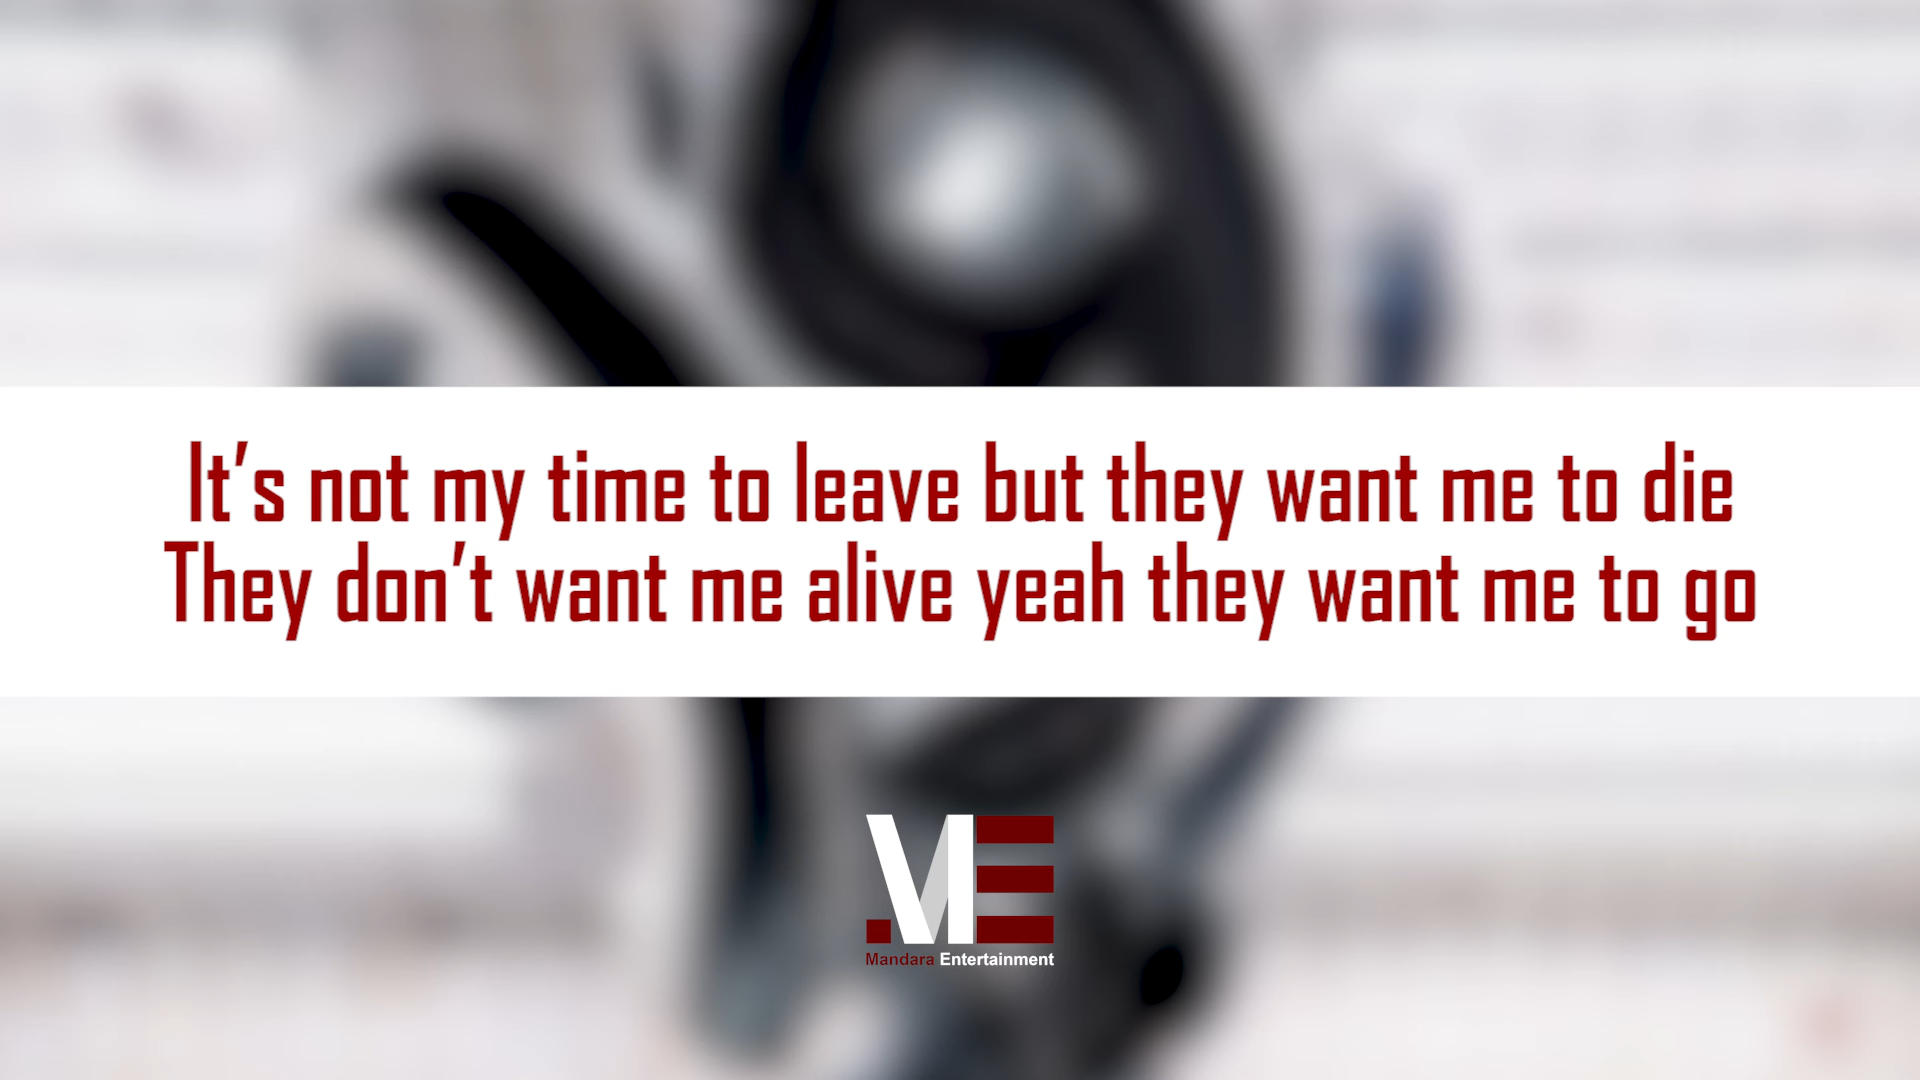 It’s not my time to leave but they want me to die
They don’t want me alive yeah they want me to go
Mandara Entertainment